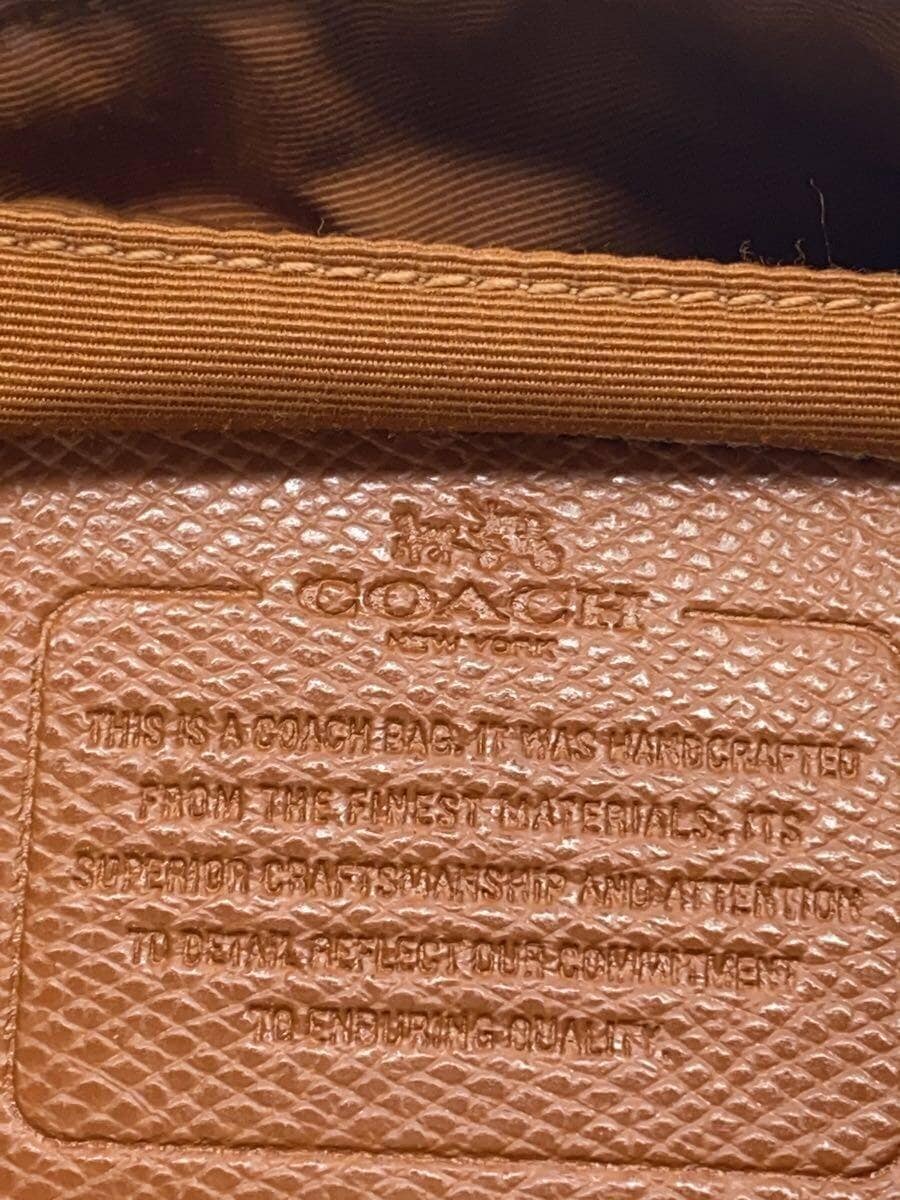 COACH
NEW YORK
THIS IS A COACH BAG. IT WAS HANDCRAFTED
FROM THE FINEST MATERIALS. ITS
SUPERIOR CRAFTSMANSHIP AND ATTENTION
TO DETAIL REFLECT OUR COMMITMENT
TO ENDURING QUALITY.